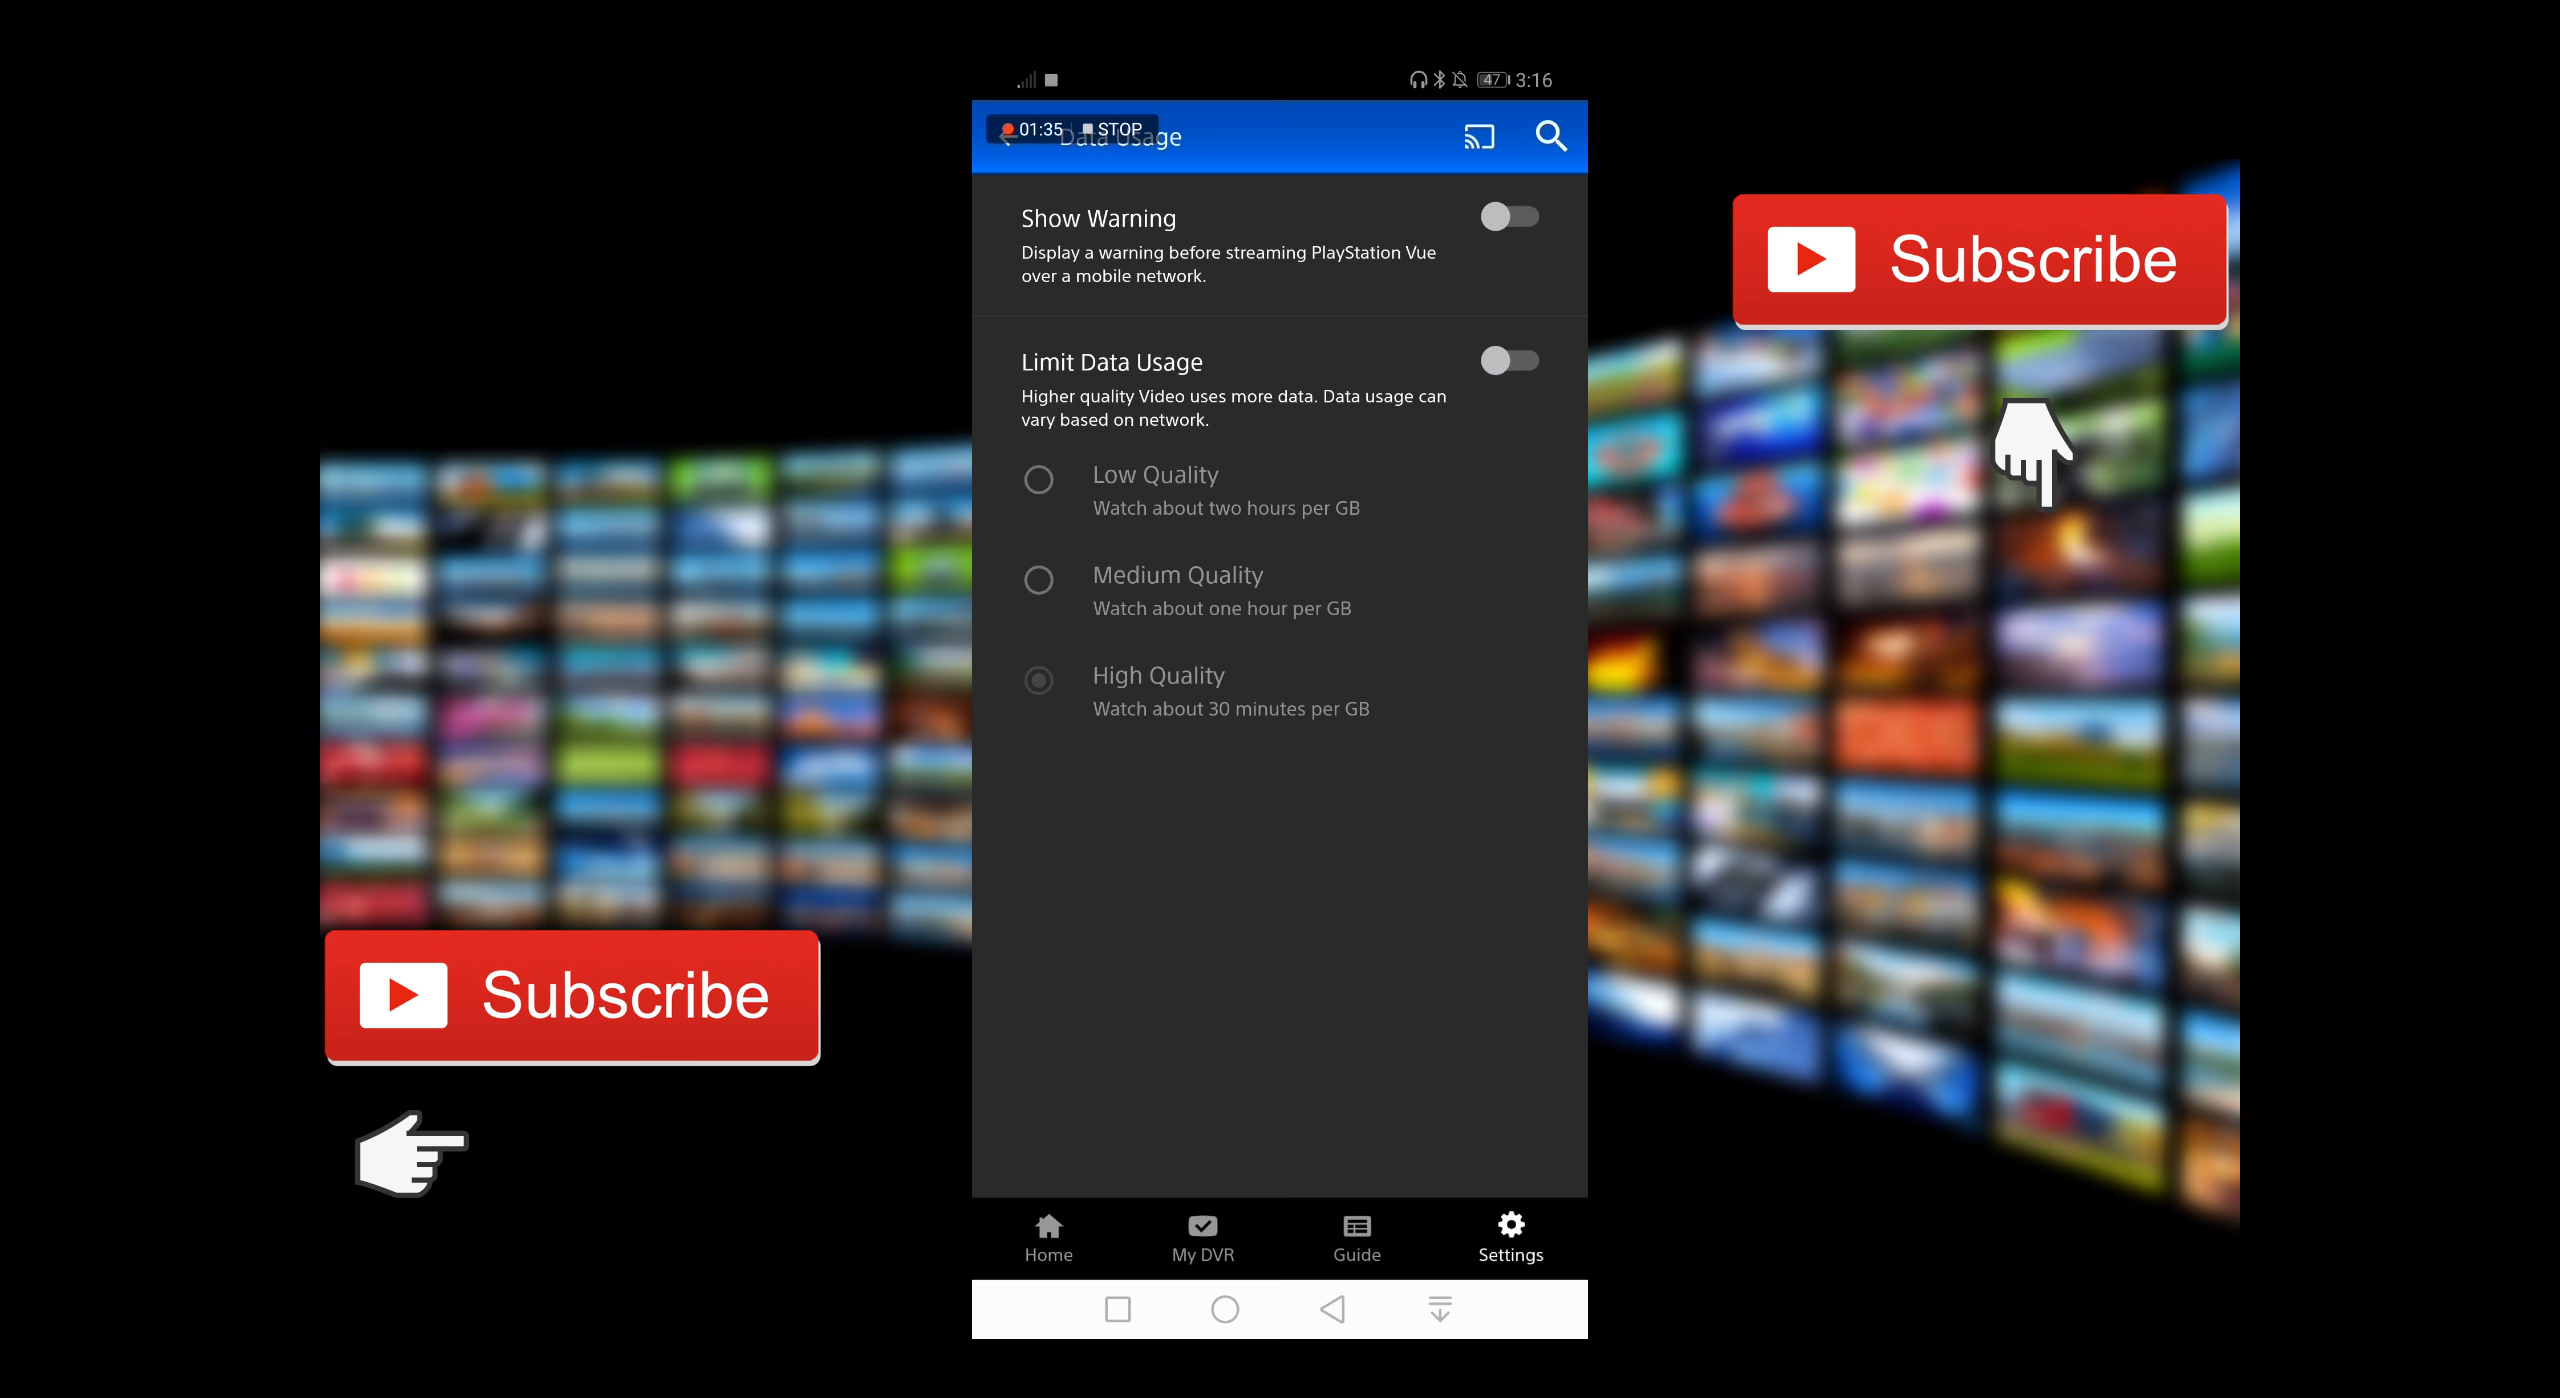 47 3:16
01:35 STOP
Data Usage
Show Warning
Display a warning before streaming PlayStation Vue
over a mobile network.
Limit Data Usage
Higher quality Video uses more data. Data usage can
vary based on network.
Low Quality
Watch about two hours per GB
Medium Quality
Watch about one hour per GB
High Quality
Watch about 30 minutes per GB
Home
My DVR
Guide
Settings
Subscribe
Subscribe